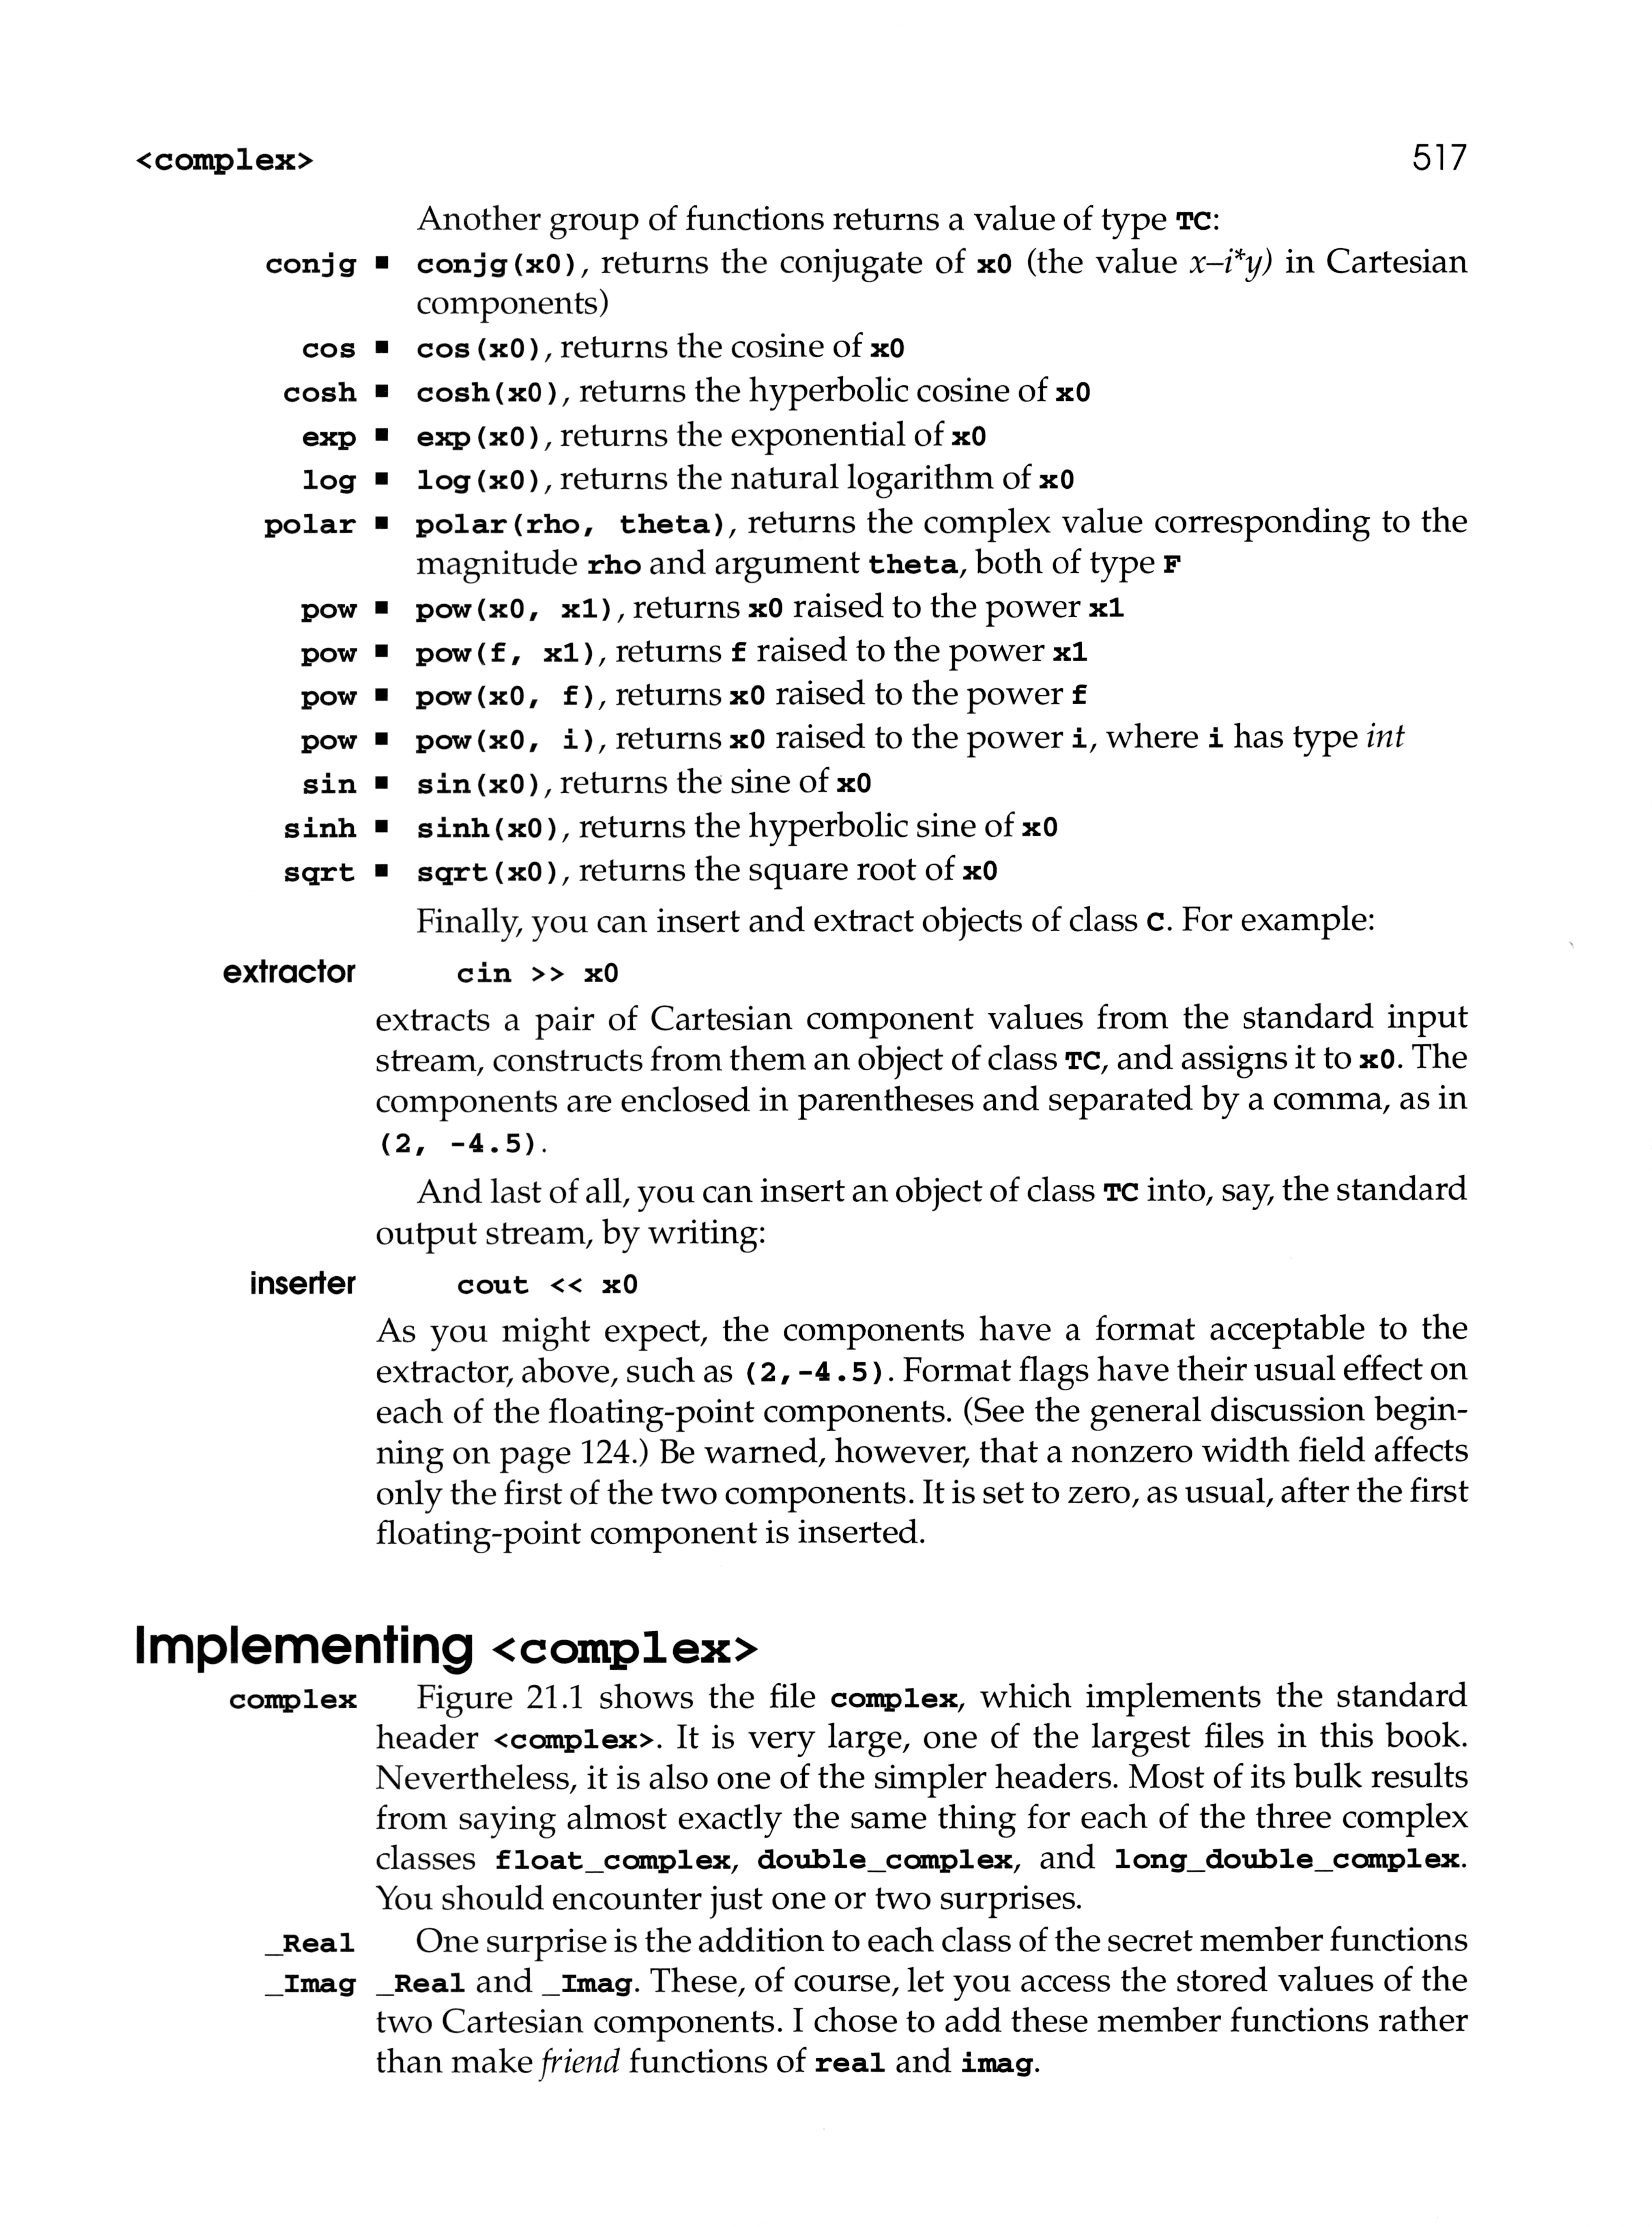 <complex> 517
Another group of functions returns a value of type TC:
conjg ■ conjg(x0), returns the conjugate of x0 (the value x–i*y) in Cartesian
components)
cos ■ cos(x0), returns the cosine of x0
cosh ■ cosh(x0), returns the hyperbolic cosine of x0
exp ■ exp(x0), returns the exponential of x0
log ■ log(x0), returns the natural logarithm of x0
polar ■ polar(rho, theta), returns the complex value corresponding to the
magnitude rho and argument theta, both of type F
pow ■ pow(x0, x1), returns x0 raised to the power x1
pow ■ pow(f, x1), returns f raised to the power x1
pow ■ pow(x0, f), returns x0 raised to the power f
pow ■ pow(x0, i), returns x0 raised to the power i, where i has type int
sin ■ sin(x0), returns the sine of x0
sinh ■ sinh(x0), returns the hyperbolic sine of x0
sqrt ■ sqrt(x0), returns the square root of x0
Finally, you can insert and extract objects of class C. For example:
extractor cin >> x0
extracts a pair of Cartesian component values from the standard input
stream, constructs from them an object of class TC, and assigns it to x0. The
components are enclosed in parentheses and separated by a comma, as in
(2, -4.5).
And last of all, you can insert an object of class TC into, say, the standard
output stream, by writing:
inserter cout << x0
As you might expect, the components have a format acceptable to the
extractor, above, such as (2,-4.5). Format flags have their usual effect on
each of the floating-point components. (See the general discussion begin-
ning on page 124.) Be warned, however, that a nonzero width field affects
only the first of the two components. It is set to zero, as usual, after the first
floating-point component is inserted.
Implementing <complex>
complex Figure 21.1 shows the file complex, which implements the standard
header <complex>. It is very large, one of the largest files in this book.
Nevertheless, it is also one of the simpler headers. Most of its bulk results
from saying almost exactly the same thing for each of the three complex
classes float_complex, double_complex, and long_double_complex.
You should encounter just one or two surprises.
_Real One surprise is the addition to each class of the secret member functions
_Imag _Real and _Imag. These, of course, let you access the stored values of the
two Cartesian components. I chose to add these member functions rather
than make friend functions of real and imag.